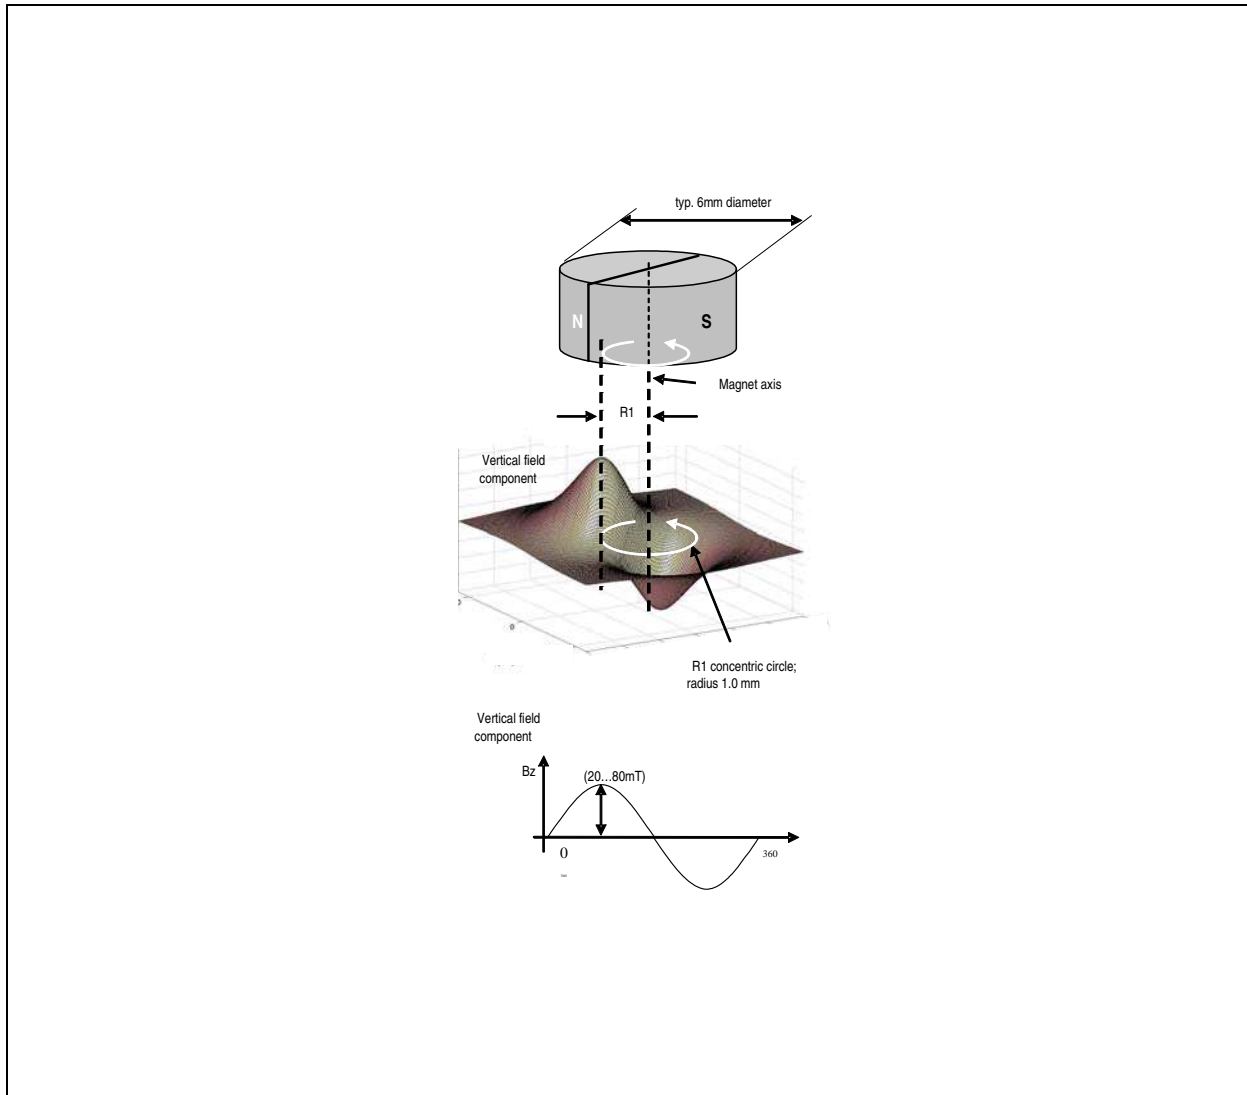 typ. 6mm diameter
N
S
Magnet axis
R1
Vertical field
component
R1 concentric circle;
radius 1.0 mm
Vertical field
component
Bz
(20…80mT)
0
360